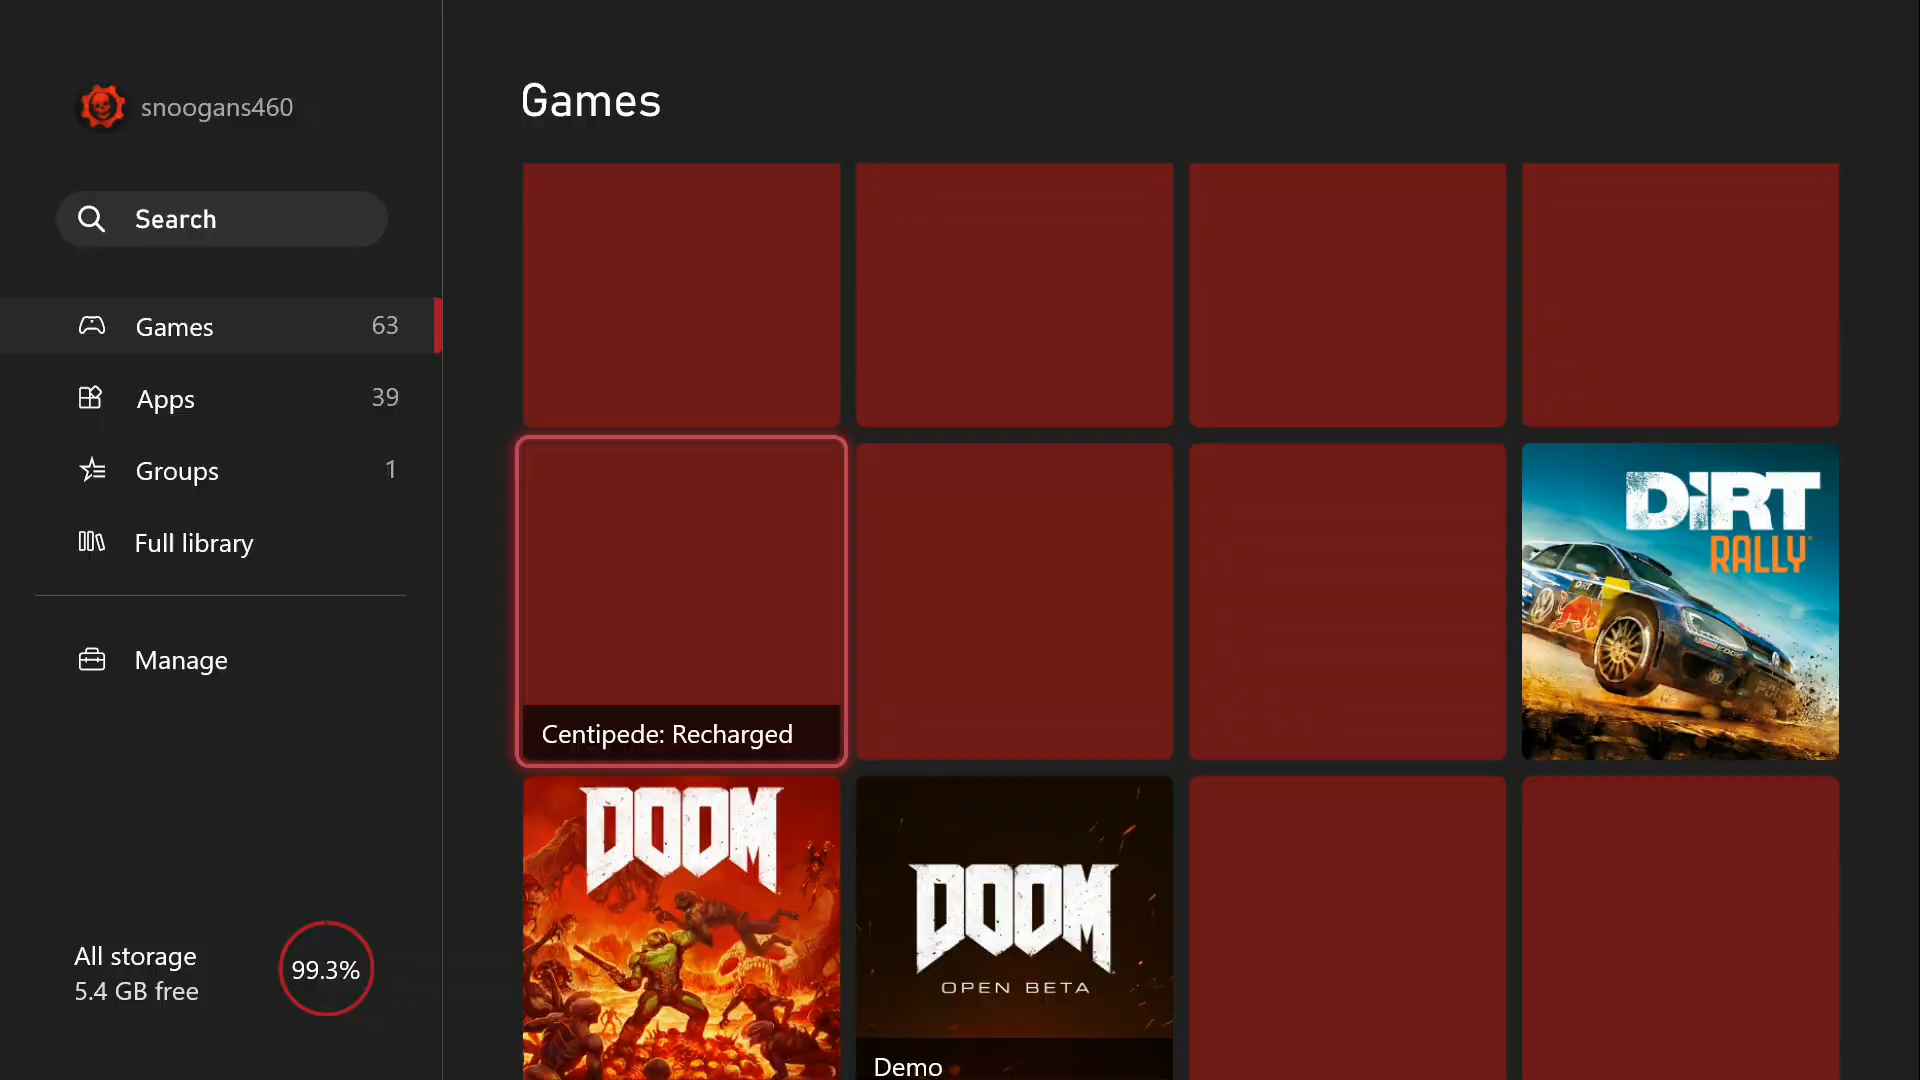 snoogans460
Search
Games 63
Apps 39
Groups 1
Full library
Manage
All storage
5.4 GB free
99.3%
Games
Centipede: Recharged
DiRT
RALLY
DOOM
DOOM
OPEN BETA
Demo